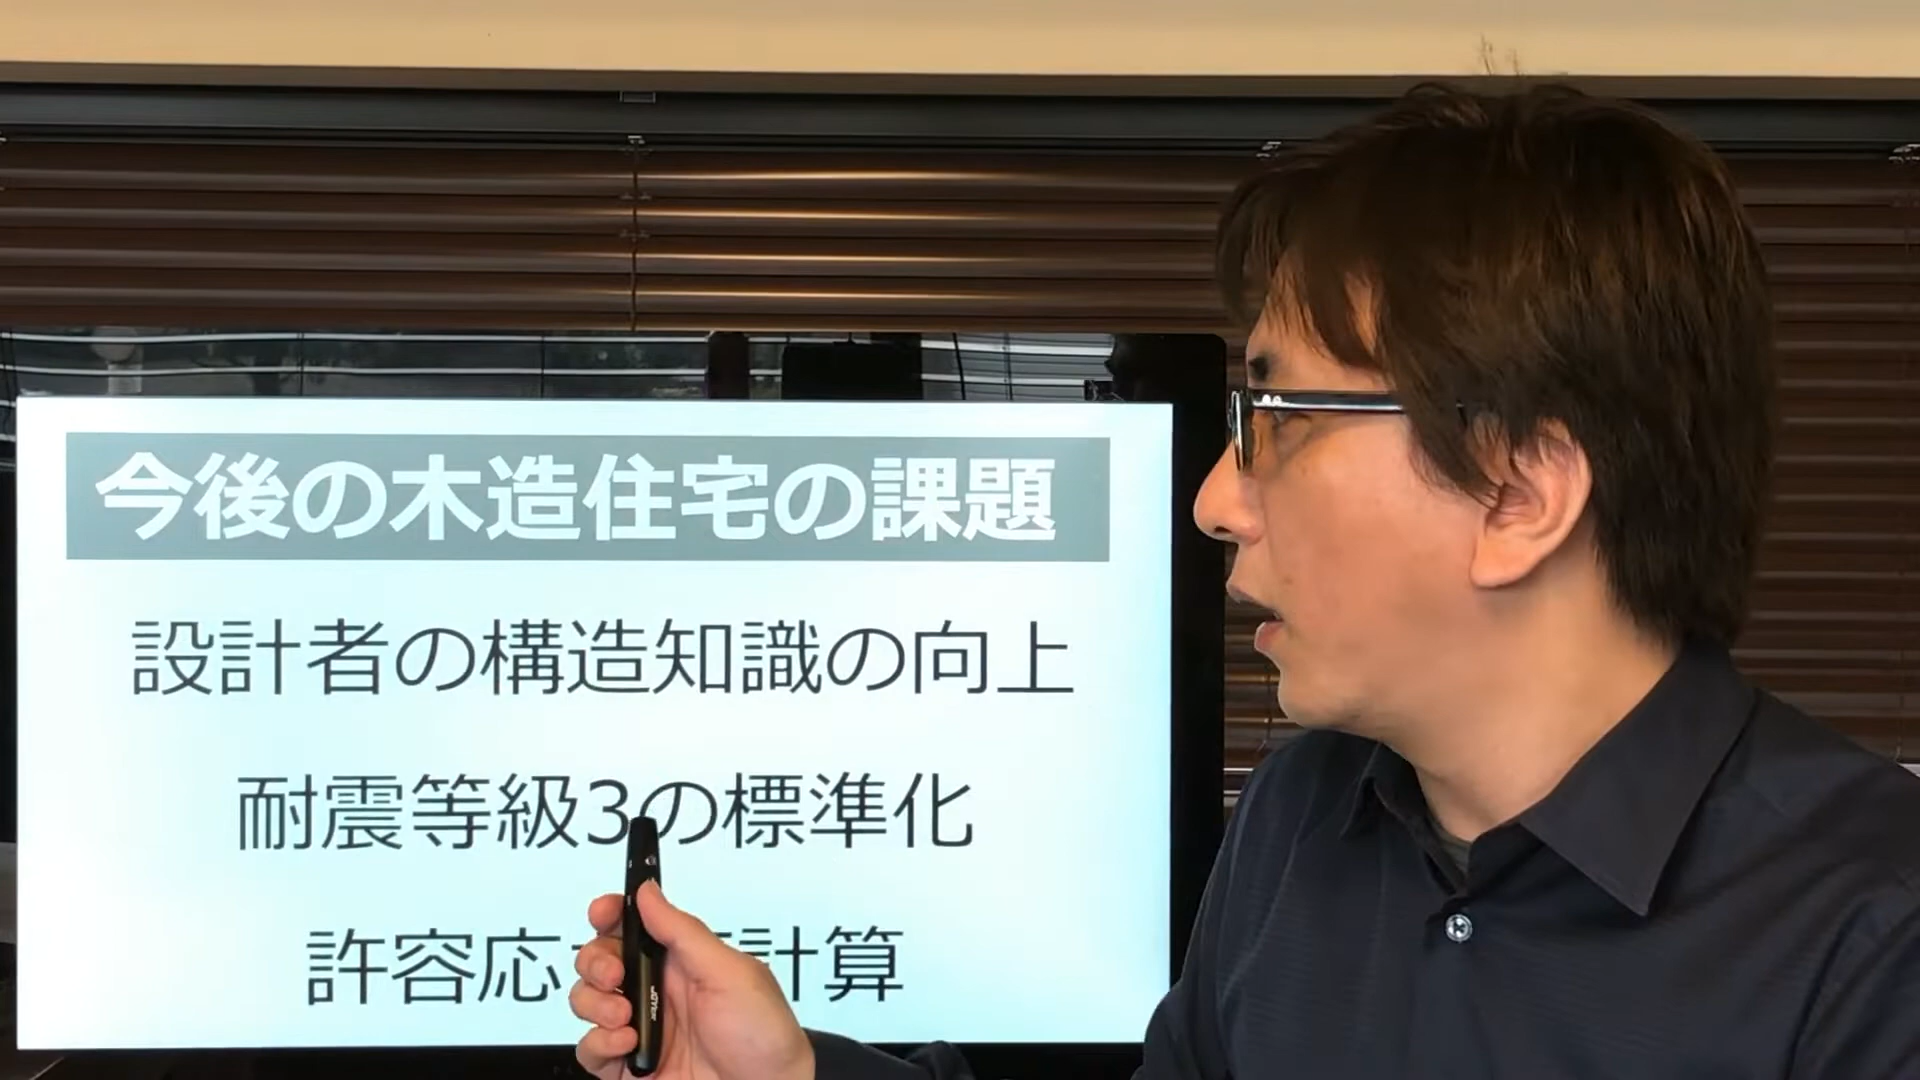 今後の木造住宅の課題
設計者の構造知識の向上
耐震等級3の標準化
許容応 計算